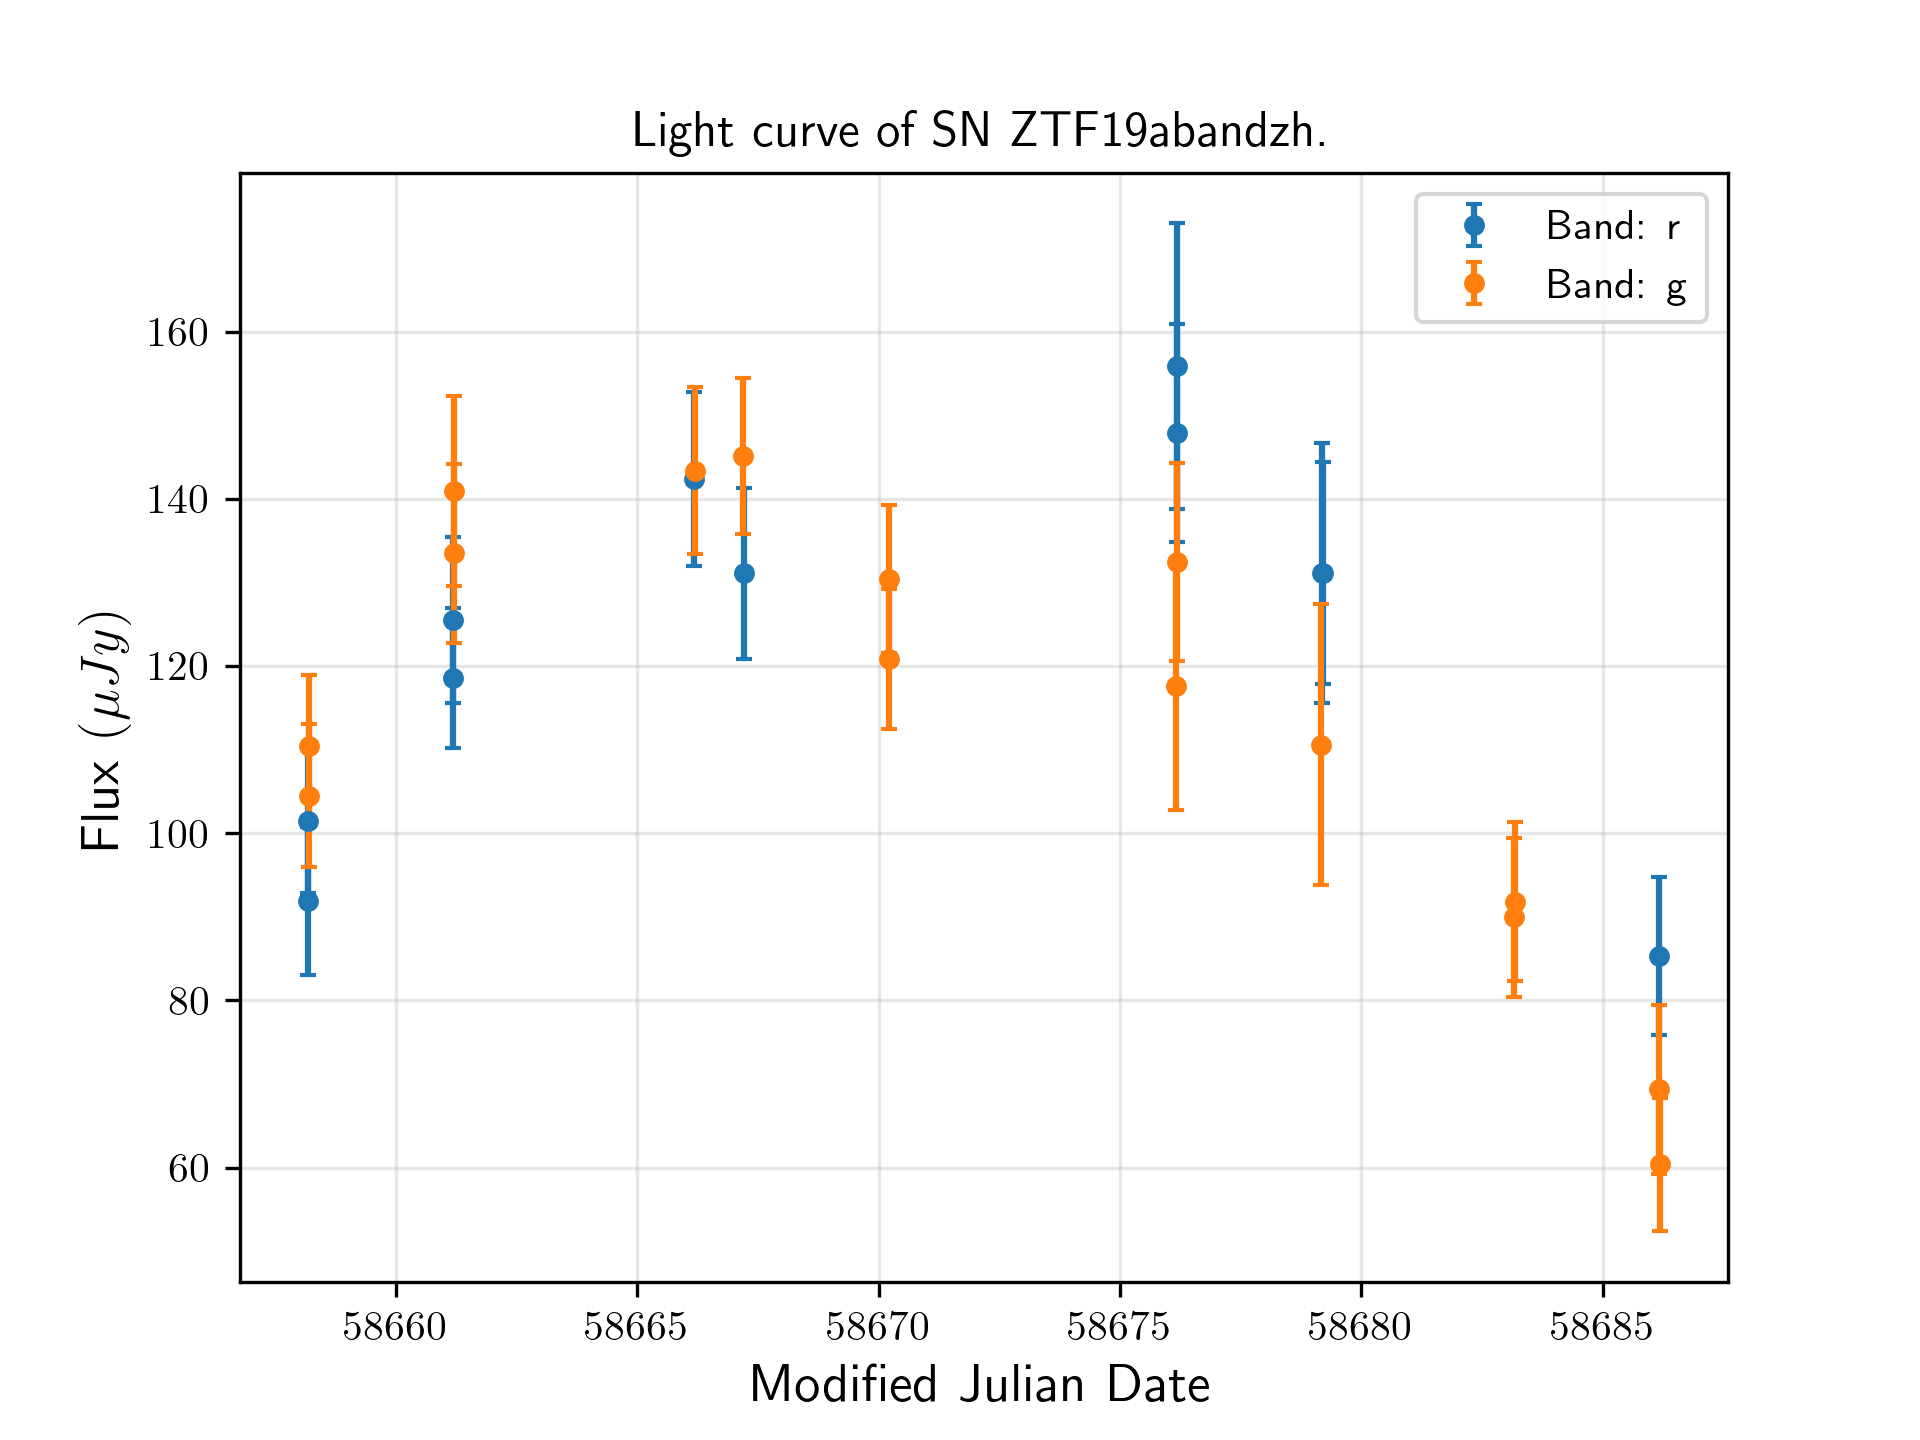 Light curve of SN ZTF19abandzh.
Band: r
Band: g
160
140
120
100
80
60
Flux (μJy)
58660 58665 58670 58675 58680 58685
Modified Julian Date